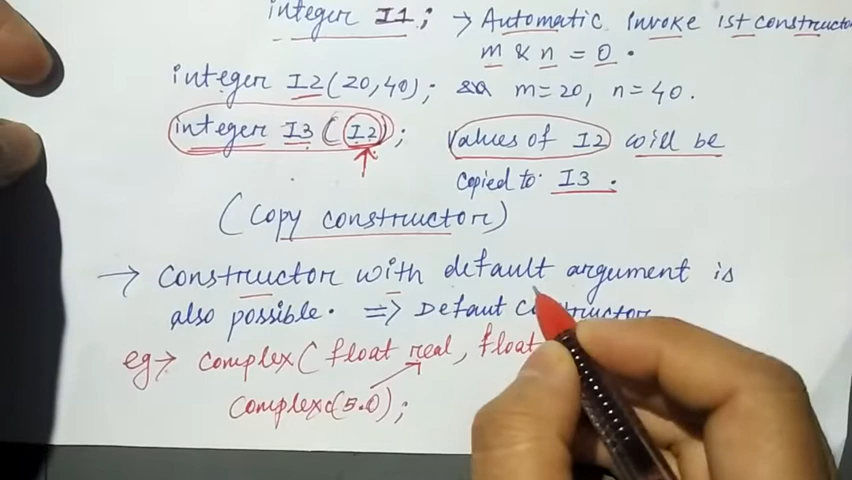 integer I1; → Automatic invoke 1st constructor
m & n = 0.
integer I2(20,40); m=20, n=40.
integer I3 (I2); values of I2 will be
copied to I3.
(Copy constructor)
→ Constructor with default argument is
also possible. => Defaut Constructor
eg→ complex( float real, float
complex c(5.0);